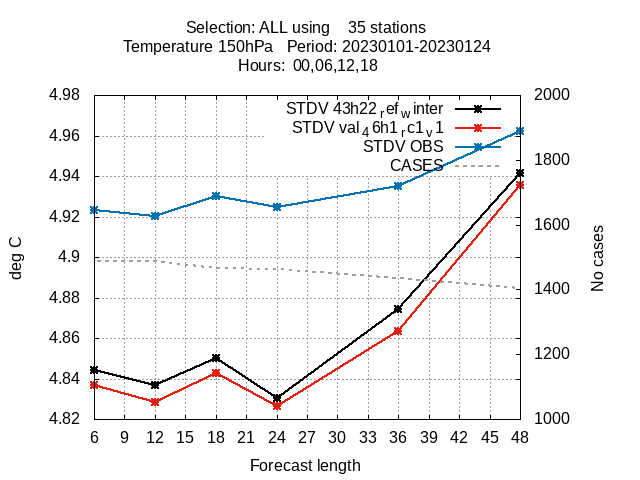 Selection: ALL using    35 stations
Temperature 150hPa   Period: 20230101-20230124
Hours:  00,06,12,18
4.98
4.96
4.94
4.92
4.9
4.88
4.86
4.84
4.82
deg C
STDV 43h22_ref_winter
STDV val_46h1_rc1_v1
STDV OBS
CASES
2000
1800
1600
1400
1200
1000
No cases
6 9 12 15 18 21 24 27 30 33 36 39 42 45 48
Forecast length